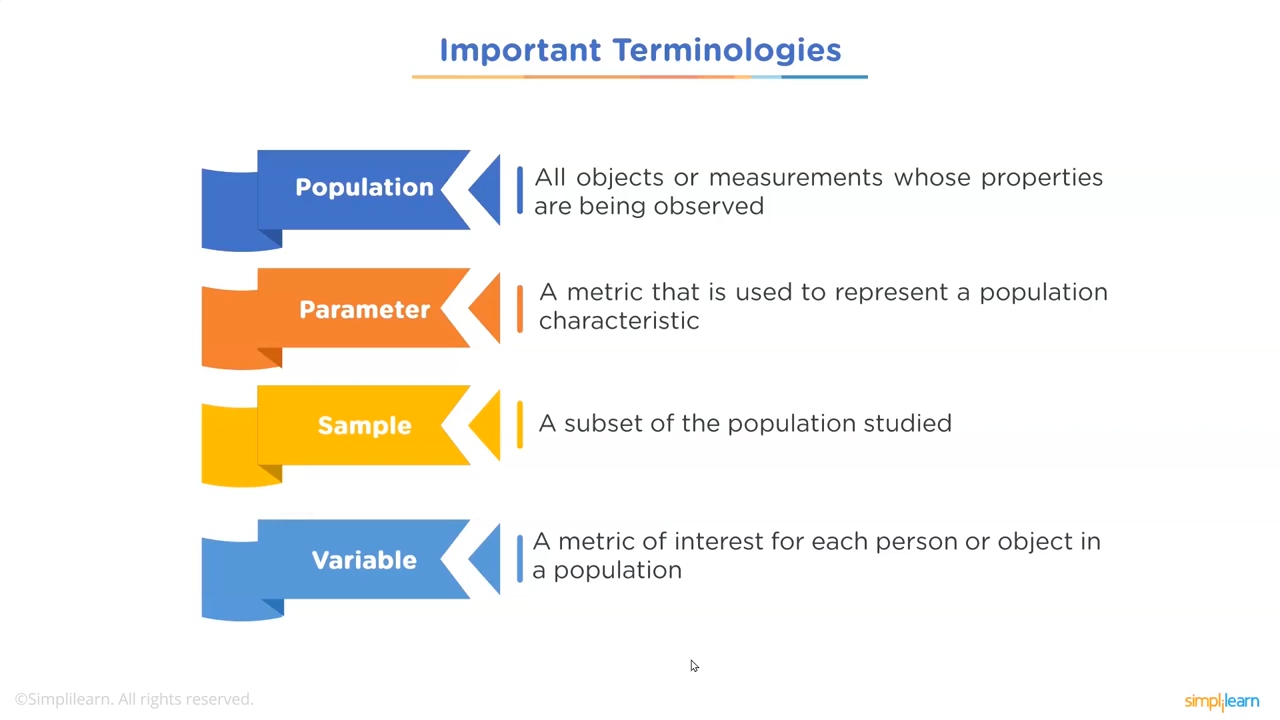 Important Terminologies
Population
All objects or measurements whose properties
are being observed
Parameter
A metric that is used to represent a population
characteristic
Sample
A subset of the population studied
Variable
A metric of interest for each person or object in
a population
©Simplilearn. All rights reserved.
simplilearn